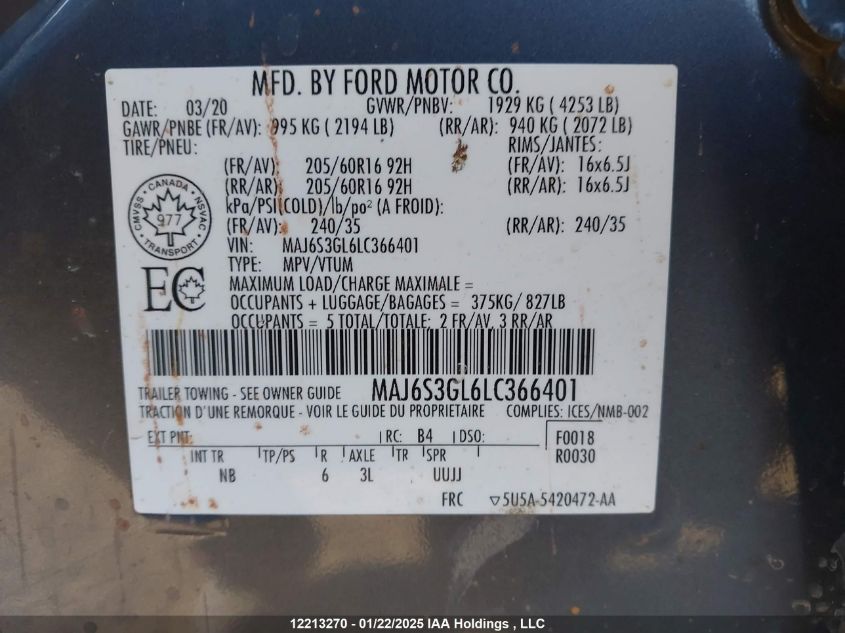 MFD. BY FORD MOTOR CO.
DATE: 03/20 GVWR/PNBV: 1929 KG ( 4253 LB)
GAWR/PNBE (FR/AV): 995 KG ( 2194 LB) (RR/AR): 940 KG ( 2072 LB)
TIRE/PNEU: RIMS/JANTES:
(FR/AV): 205/60R16 92H (FR/AV): 16x6.5J
(RR/AR): 205/60R16 92H (RR/AR): 16x6.5J
kPa/PSI(COLD)/lb/po² (A FROID):
(FR/AV): 240/35 (RR/AR): 240/35
VIN: MAJ6S3GL6LC366401
TYPE: MPV/VTUM
CANADA
CMVSS NSVAC
977
TRANSPORT
EC
MAXIMUM LOAD/CHARGE MAXIMALE =
OCCUPANTS + LUGGAGE/BAGAGES = 375KG/ 827LB
OCCUPANTS = 5 TOTAL/TOTALE: 2 FR/AV, 3 RR/AR
TRAILER TOWING - SEE OWNER GUIDE MAJ6S3GL6LC366401
TRACTION D'UNE REMORQUE - VOIR LE GUIDE DU PROPRIETAIRE COMPLIES: ICES/NMB-002
EXT PNT: RC: B4 DSO: F0018
INT TR TP/PS R AXLE TR SPR R0030
NB 6 3L UUJJ
FRC ▽5U5A-5420472-AA
12213270 - 01/22/2025 IAA Holdings , LLC